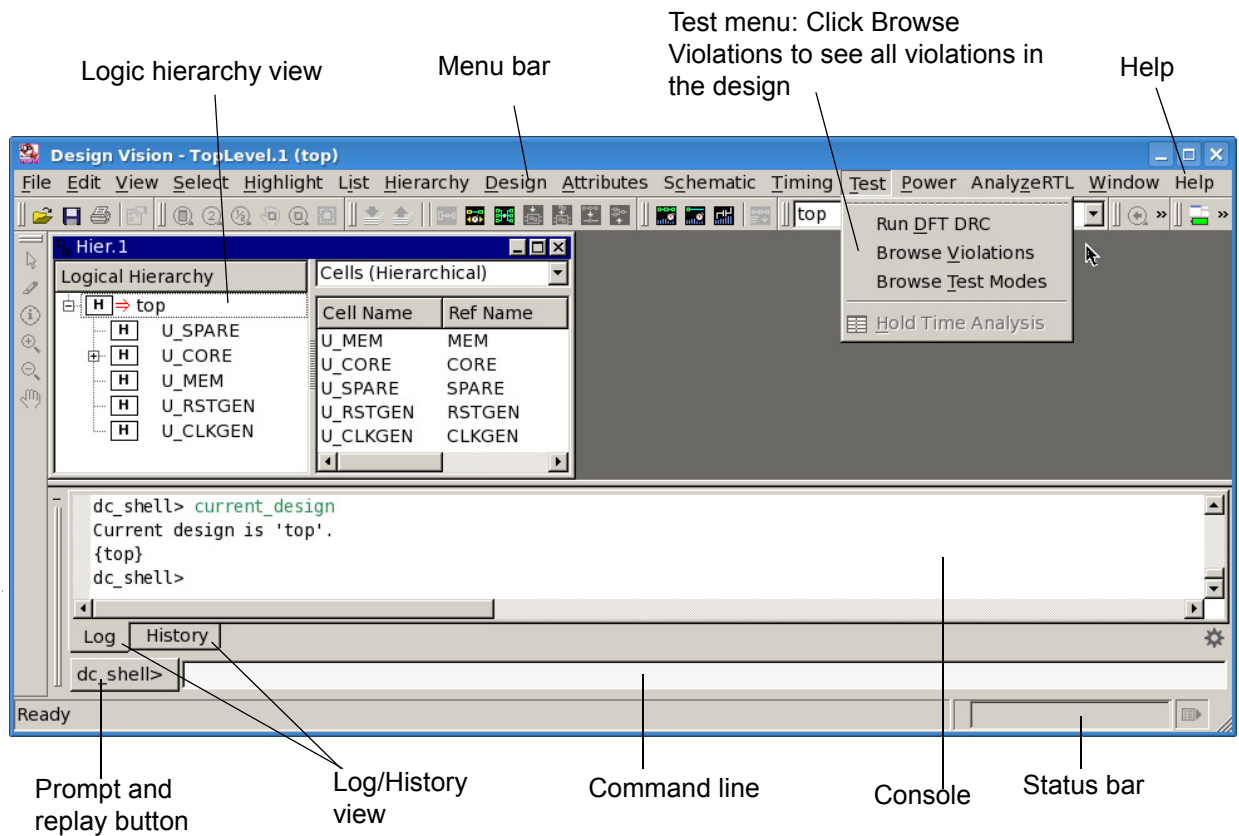 Test menu: Click Browse
Violations to see all violations in
the design
Logic hierarchy view
Menu bar
Help
Design Vision - TopLevel.1 (top)
File Edit View Select Highlight List Hierarchy Design Attributes Schematic Timing Test Power AnalyzeRTL Window Help
top
Run DFT DRC
Browse Violations
Browse Test Modes
Hold Time Analysis
Hier.1
Logical Hierarchy
Cells (Hierarchical)
H top
H U_SPARE
H U_CORE
H U_MEM
H U_RSTGEN
H U_CLKGEN
Cell Name Ref Name
U_MEM MEM
U_CORE CORE
U_SPARE SPARE
U_RSTGEN RSTGEN
U_CLKGEN CLKGEN
dc_shell> current_design
Current design is 'top'.
{top}
dc_shell>
Log History
dc_shell>
Ready
Prompt and
replay button
Log/History
view
Command line
Console
Status bar